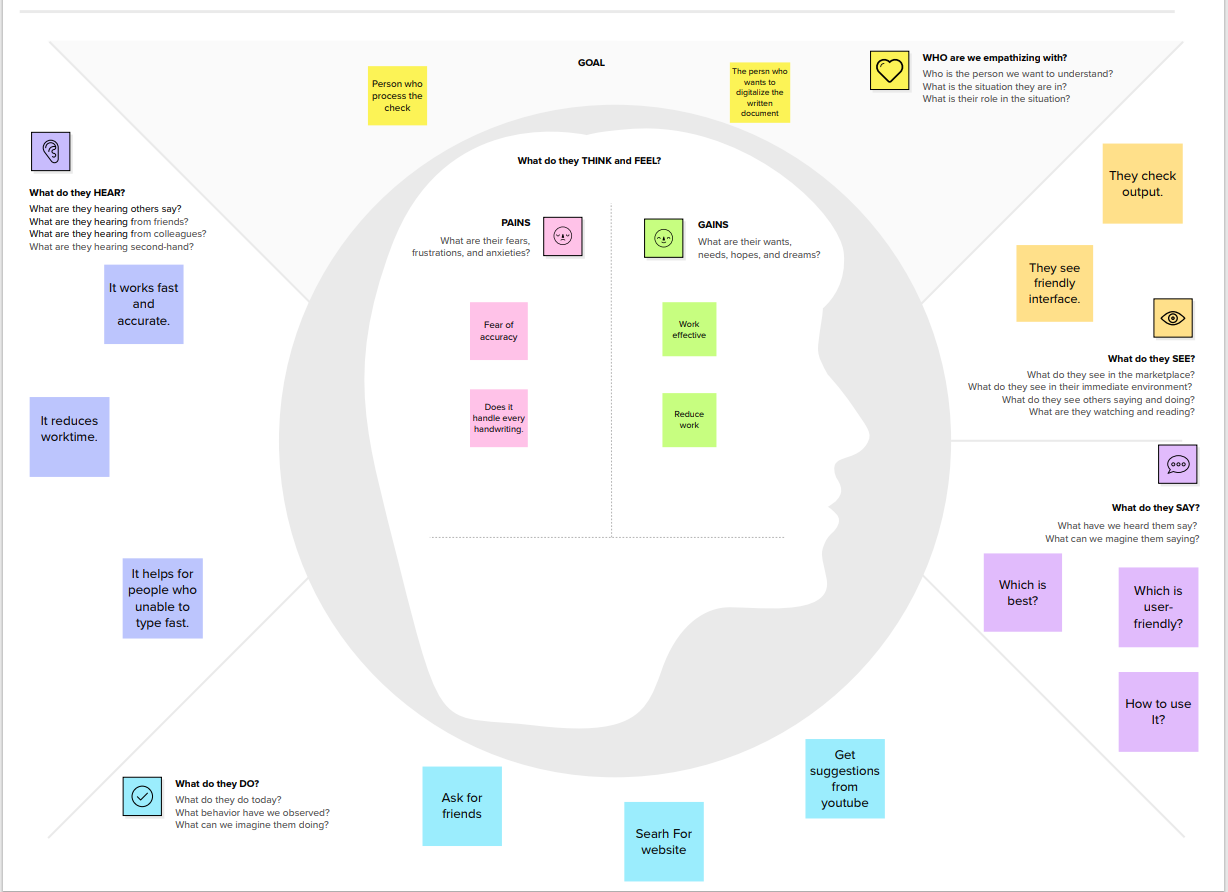 GOAL
Person who
process the
check
The persn who
wants to
digitalize the
written
document
WHO are we empathizing with?
Who is the person we want to understand?
What is the situation they are in?
What is their role in the situation?
What do they HEAR?
What are they hearing others say?
What are they hearing from friends?
What are they hearing from colleagues?
What are they hearing second-hand?
It works fast
and
accurate.
It reduces
worktime.
It helps for
people who
unable to
type fast.
What do they THINK and FEEL?
PAINS
What are their fears,
frustrations, and anxieties?
Fear of
accuracy
Does it
handle every
handwriting.
GAINS
What are their wants,
needs, hopes, and dreams?
Work
effective
Reduce
work
They check
output.
They see
friendly
interface.
What do they SEE?
What do they see in the marketplace?
What do they see in their immediate environment?
What do they see others saying and doing?
What are they watching and reading?
What do they SAY?
What have we heard them say?
What can we magine them saying?
Which is
best?
Which is
user-
friendly?
How to use
It?
What do they DO?
What do they do today?
What behavior have we observed?
What can we imagine them doing?
Ask for
friends
Searh For
website
Get
suggestions
from
youtube